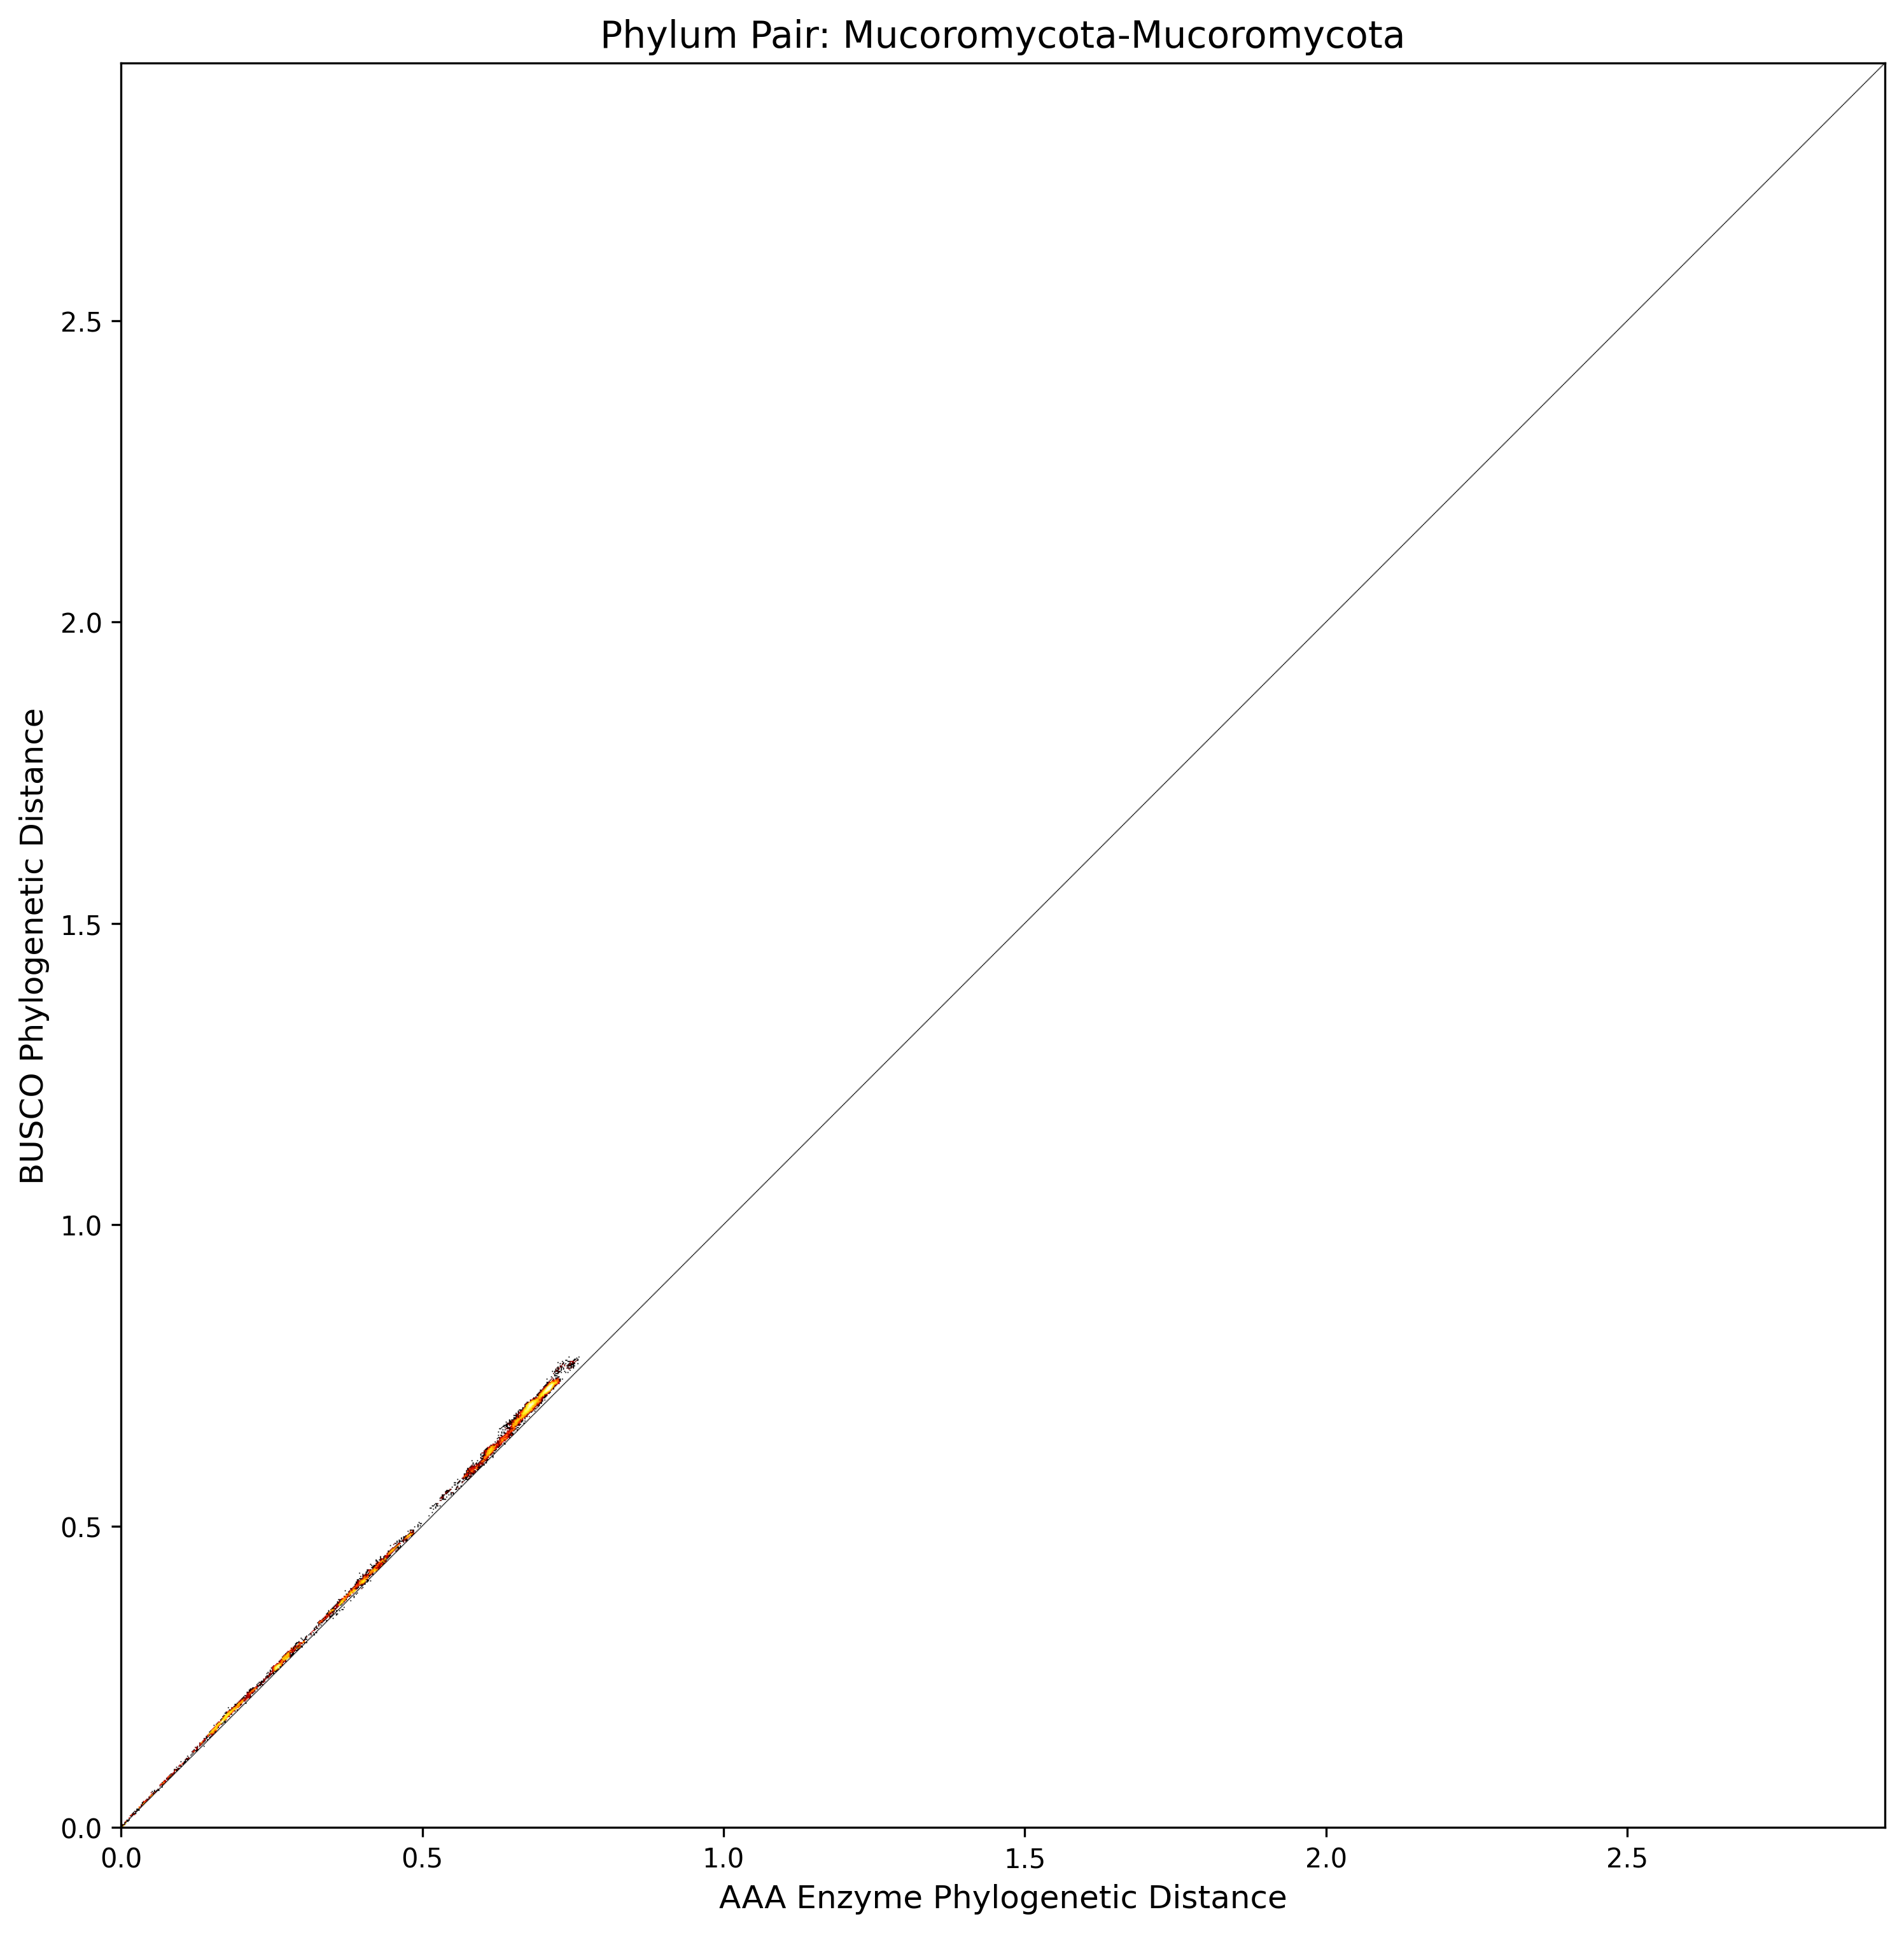 Phylum Pair: Mucoromycota-Mucoromycota
BUSCO Phylogenetic Distance
2.5
2.0
1.5
1.0
0.5
0.0
0.0 0.5 1.0 1.5 2.0 2.5
AAA Enzyme Phylogenetic Distance